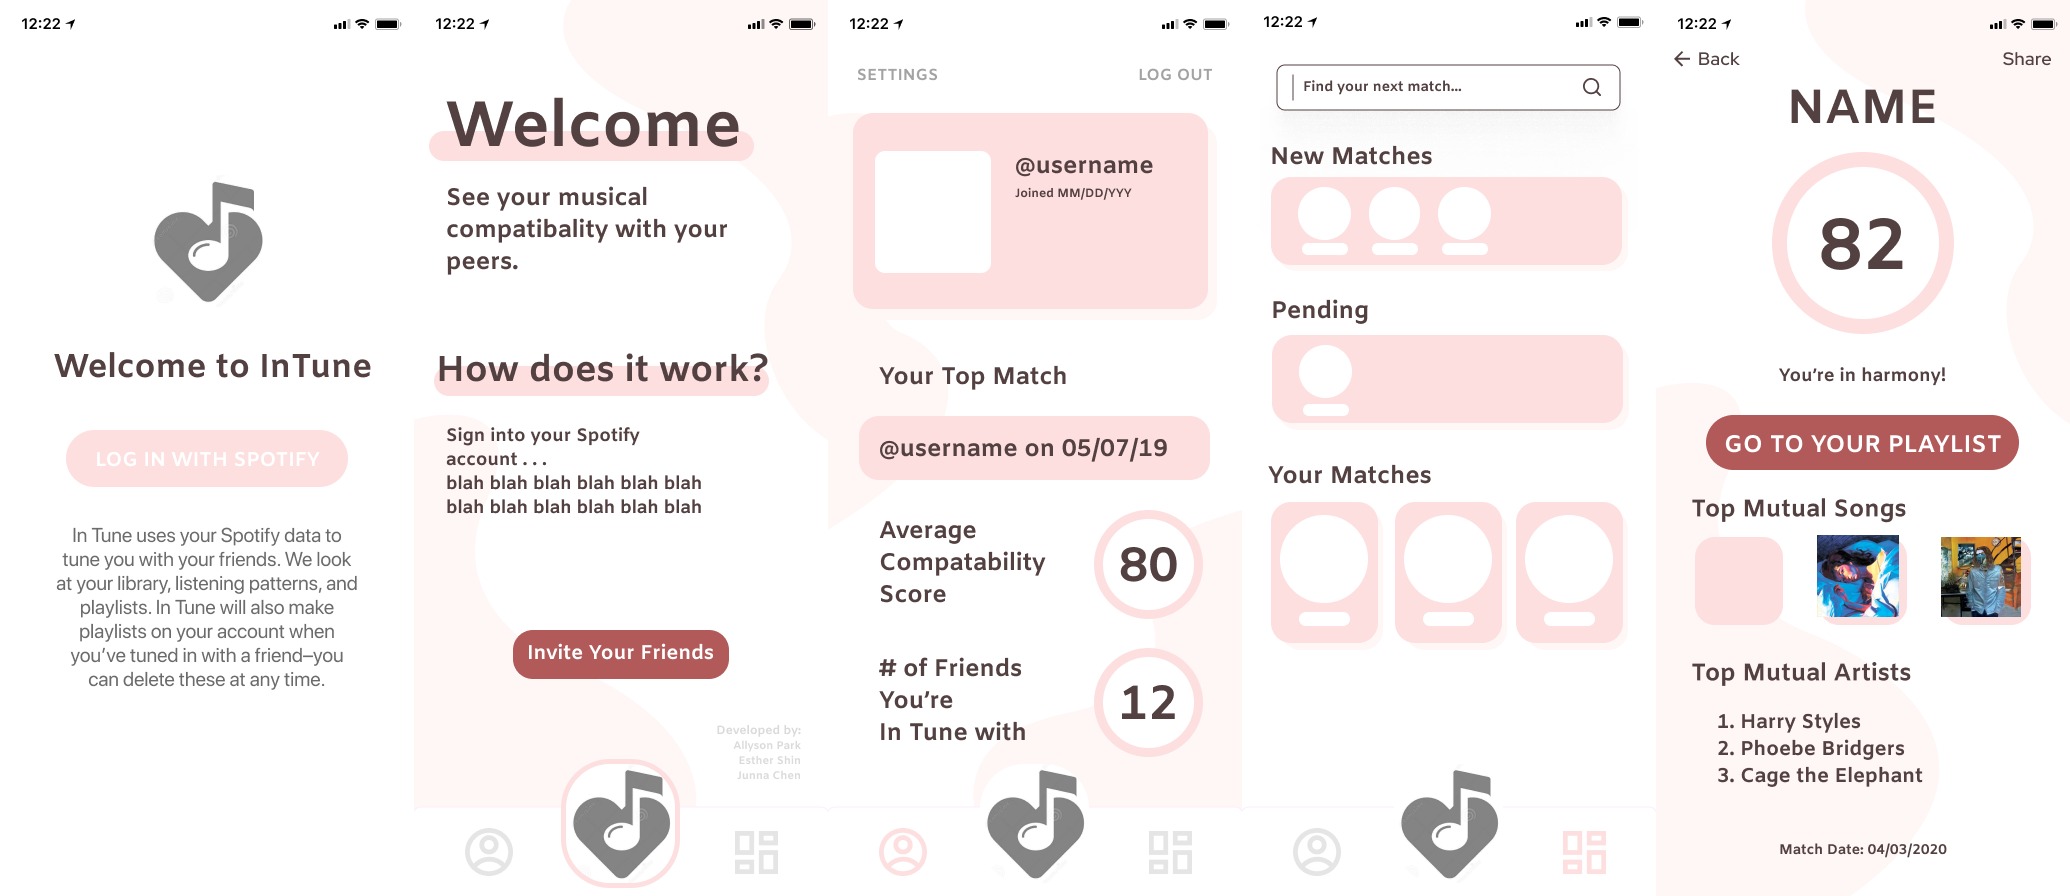 12:22
Welcome to InTune
LOG IN WITH SPOTIFY
In Tune uses your Spotify data to
tune you with your friends. We look
at your library, listening patterns, and
playlists. In Tune will also make
playlists on your account when
you’ve tuned in with a friend–you
can delete these at any time.
12:22
Welcome
See your musical
compatibality with your
peers.
How does it work?
Sign into your Spotify
account . . .
blah blah blah blah blah blah
blah blah blah blah blah blah
Invite Your Friends
Developed by:
Allyson Park
Esther Shin
Junna Chen
12:22
SETTINGS
LOG OUT
@username
Joined MM/DD/YYY
Your Top Match
@username on 05/07/19
Average
Compatability
Score
80
# of Friends
You’re
In Tune with
12
12:22
Find your next match...
New Matches
Pending
Your Matches
12:22
Back
Share
NAME
82
You’re in harmony!
GO TO YOUR PLAYLIST
Top Mutual Songs
Top Mutual Artists
1. Harry Styles
2. Phoebe Bridgers
3. Cage the Elephant
Match Date: 04/03/2020